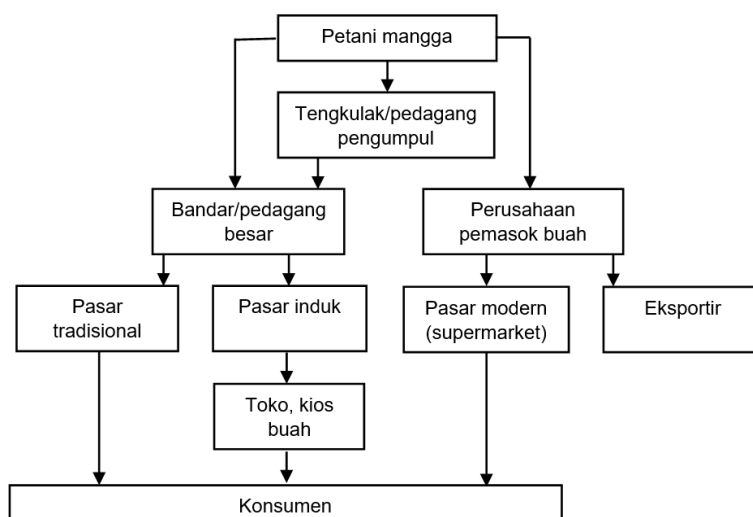 Petani mangga
Tengkulak/pedagang
pengumpul
Bandar/pedagang
besar
Perusahaan
pemasok buah
Pasar
tradisional
Pasar induk
Pasar modern
(supermarket)
Eksportir
Toko, kios
buah
Konsumen